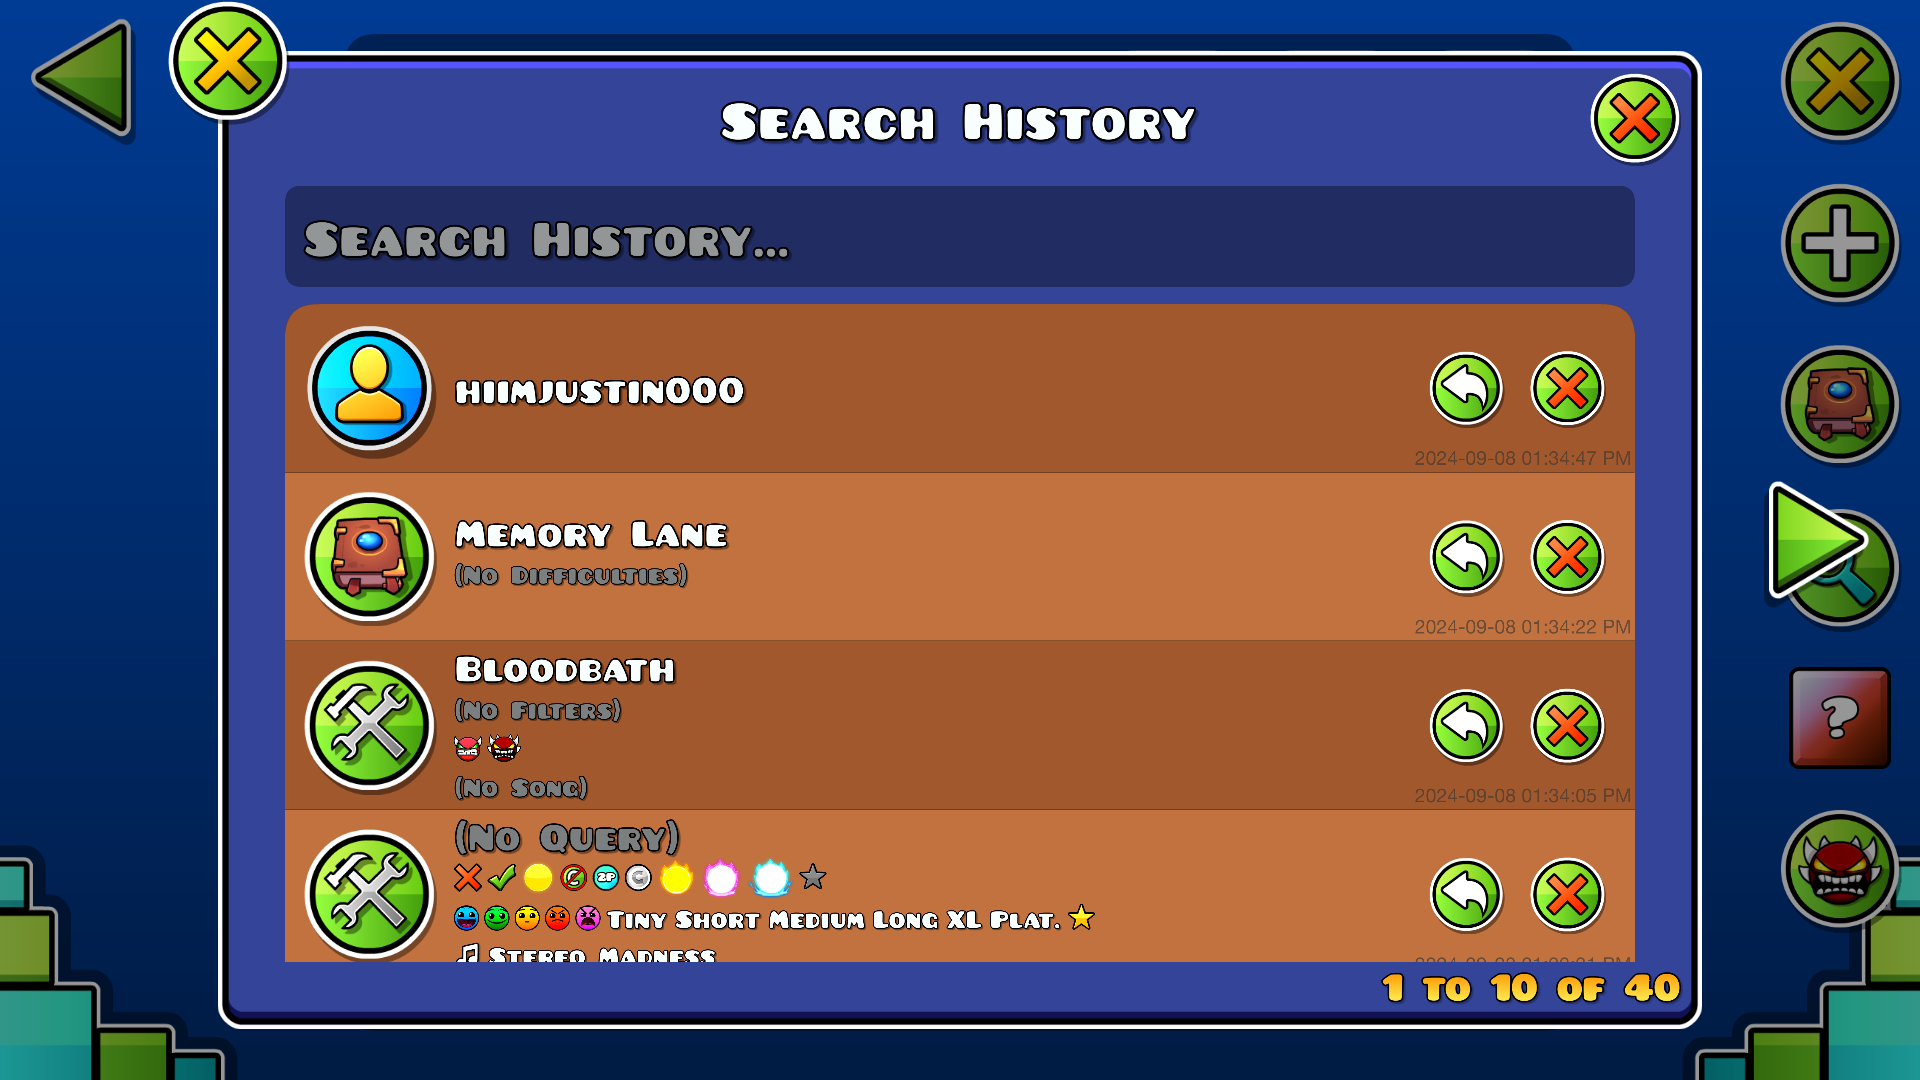 Search History
Search History...
hiimjustin000
2024-09-08 01:34:47 PM
Memory Lane
(No Difficulties)
2024-09-08 01:34:22 PM
Bloodbath
(No Filters)
(No Song)
2024-09-08 01:34:05 PM
(No Query)
2P C
Tiny Short Medium Long XL Plat.
Stereo Madness
1 to 10 of 40
?